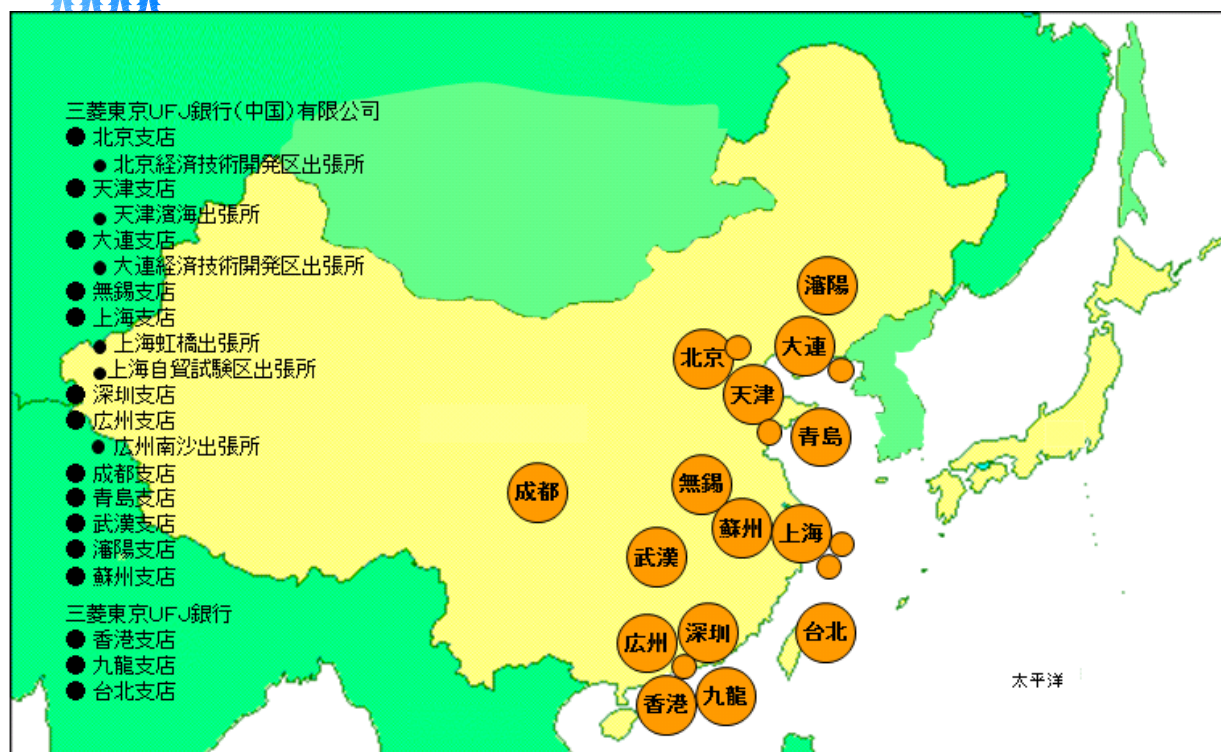 三菱東京UFJ銀行(中国)有限公司
● 北京支店
● 北京経済技術開発区出張所
● 天津支店
● 天津濱海出張所
● 大連支店
● 大連経済技術開発区出張所
● 無錫支店
● 上海支店
● 上海虹橋出張所
● 上海自貿試験区出張所
● 深圳支店
● 広州支店
● 広州南沙出張所
● 成都支店
● 青島支店
● 武漢支店
● 瀋陽支店
● 蘇州支店
三菱東京UFJ銀行
● 香港支店
● 九龍支店
● 台北支店
瀋陽
大連
北京
天津
青島
成都
無錫
蘇州
上海
武漢
広州
深圳
台北
香港
九龍
太平洋